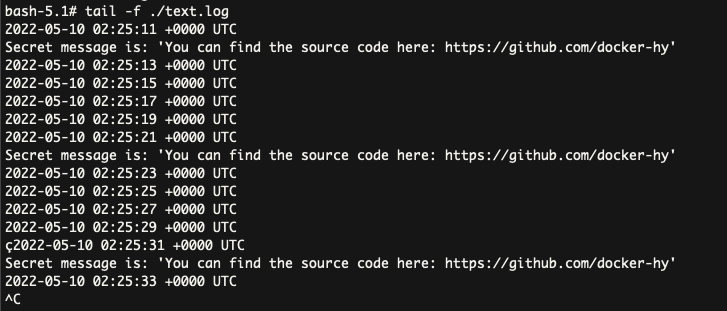 bash-5.1# tail -f ./text.log
2022-05-10 02:25:11 +0000 UTC
Secret message is: 'You can find the source code here: https://github.com/docker-hy'
2022-05-10 02:25:13 +0000 UTC
2022-05-10 02:25:15 +0000 UTC
2022-05-10 02:25:17 +0000 UTC
2022-05-10 02:25:19 +0000 UTC
2022-05-10 02:25:21 +0000 UTC
Secret message is: 'You can find the source code here: https://github.com/docker-hy'
2022-05-10 02:25:23 +0000 UTC
2022-05-10 02:25:25 +0000 UTC
2022-05-10 02:25:27 +0000 UTC
2022-05-10 02:25:29 +0000 UTC
ç2022-05-10 02:25:31 +0000 UTC
Secret message is: 'You can find the source code here: https://github.com/docker-hy'
2022-05-10 02:25:33 +0000 UTC
^C